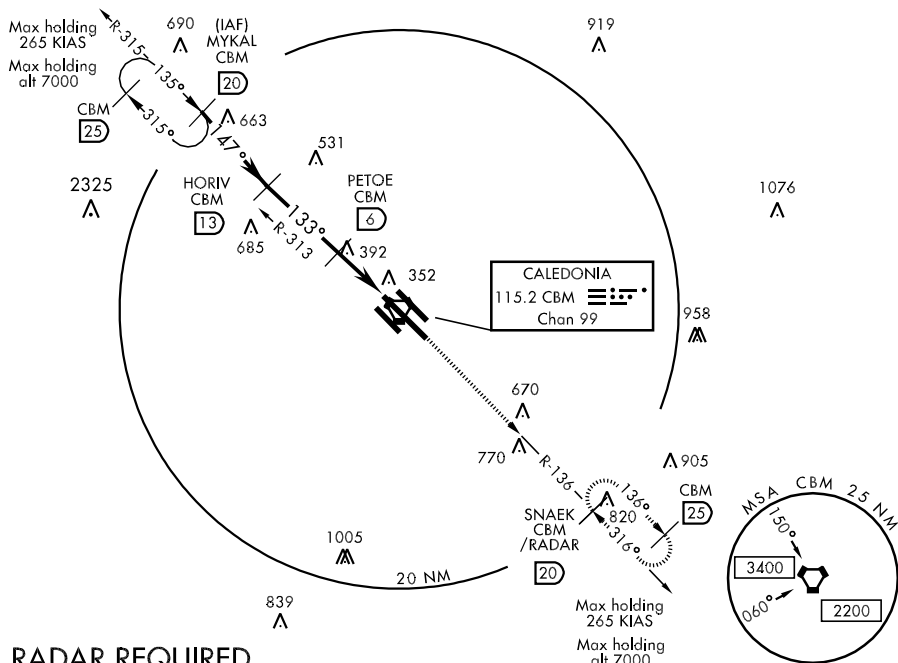 Max holding
265 KIAS
Max holding
alt 7000
R-315
135°
315°
CBM
25
690
(IAF)
MYKAL
CBM
20
663
147°
919
531
2325
HORIV
CBM
13
PETOE
CBM
6
133°
R-313
685
392
352
1076
CALEDONIA
115.2 CBM
Chan 99
958
670
770
R-136
905
136°
CBM
25
820
316°
SNAEK
CBM
/RADAR
20
1005
20 NM
839
Max holding
265 KIAS
Max holding
alt 7000
MSA CBM 25 NM
150°
3400
060°
2200
RADAR REQUIRED